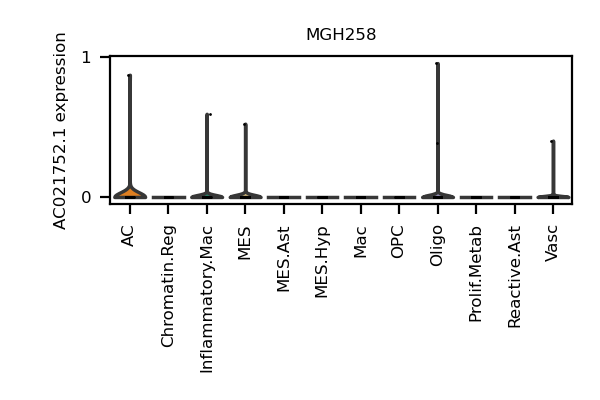 MGH258
AC021752.1 expression
1
0
AC
Chromatin.Reg
Inflammatory.Mac
MES
MES.Ast
MES.Hyp
Mac
OPC
Oligo
Prolif.Metab
Reactive.Ast
Vasc